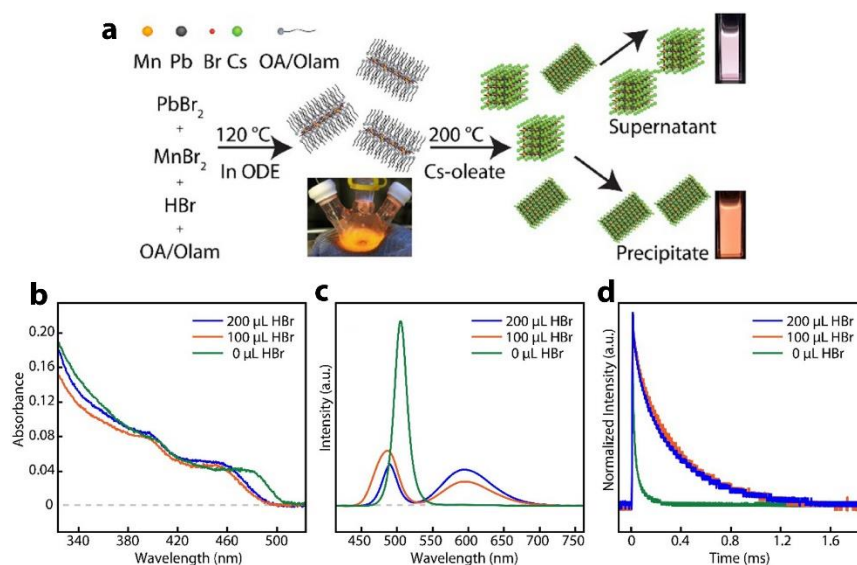 a
Mn Pb Br Cs OA/Olam
PbBr₂
+
MnBr₂
+
HBr
+
OA/Olam
120 °C
In ODE
200 °C
Cs-oleate
Supernatant
Precipitate
b
200 μL HBr
100 μL HBr
0 μL HBr
Absorbance
0.20
0.16
0.12
0.08
0.04
0
340 380 420 460 500
Wavelength (nm)
c
200 μL HBr
100 μL HBr
0 μL HBr
Intensity (a.u.)
450 500 550 600 650 700 750
Wavelength (nm)
d
200 μL HBr
100 μL HBr
0 μL HBr
Normalized Intensity (a.u.)
0 0.4 0.8 1.2 1.6
Time (ms)